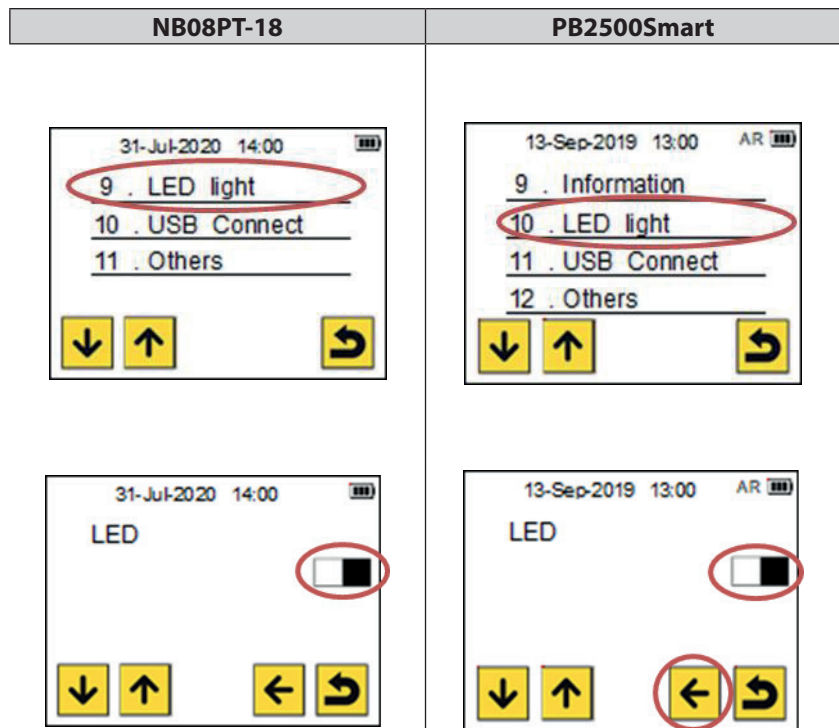 NB08PT-18
PB2500Smart
31-Jul-2020 14:00
9 . LED light
10 . USB Connect
11 . Others
13-Sep-2019 13:00 AR
9 . Information
10 . LED light
11 . USB Connect
12 . Others
31-Jul-2020 14:00
LED
13-Sep-2019 13:00 AR
LED